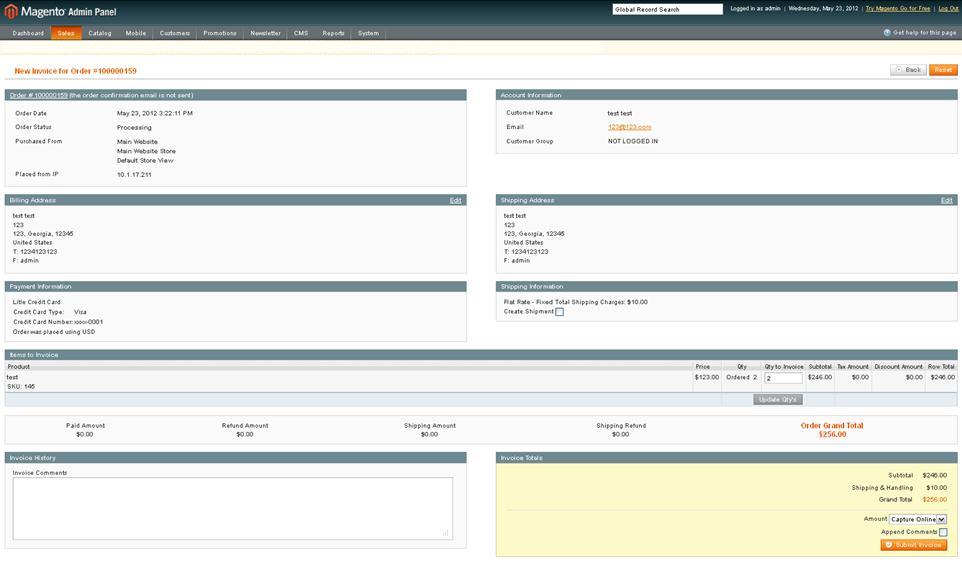 Magento Admin Panel
Global Record Search
Logged in as admin | Wednesday, May 23, 2012 | Try Magento Go for Free | Log Out
Dashboard Sales Catalog Mobile Customers Promotions Newsletter CMS Reports System
Get help for this page
New Invoice for Order #100000159
Back Reset
Order # 100000159 (the order confirmation email is not sent)
Order Date May 23, 2012 3:22:11 PM
Order Status Processing
Purchased From Main Website
Main Website Store
Default Store View
Placed from IP 10.1.17.211
Account Information
Customer Name test test
Email 123@123.com
Customer Group NOT LOGGED IN
Billing Address Edit
test test
123
123, Georgia, 12345
United States
T: 1234123123
F: admin
Shipping Address Edit
test test
123
123, Georgia, 12345
United States
T: 1234123123
F: admin
Payment Information
Litle Credit Card
Credit Card Type: Visa
Credit Card Number: xxxx-0001
Order was placed using USD
Shipping Information
Flat Rate - Fixed Total Shipping Charges: $10.00
Create Shipment
Items to Invoice
Product Price Qty Qty to Invoice Subtotal Tax Amount Discount Amount Row Total
test $123.00 Ordered 2 2 $246.00 $0.00 $0.00 $246.00
SKU: 145
Update Qty's
Paid Amount Refund Amount Shipping Amount Shipping Refund Order Grand Total
$0.00 $0.00 $0.00 $0.00 $256.00
Invoice History
Invoice Comments
Invoice Totals
Subtotal $246.00
Shipping & Handling $10.00
Grand Total $256.00
Amount Capture Online
Append Comments
Submit Invoice